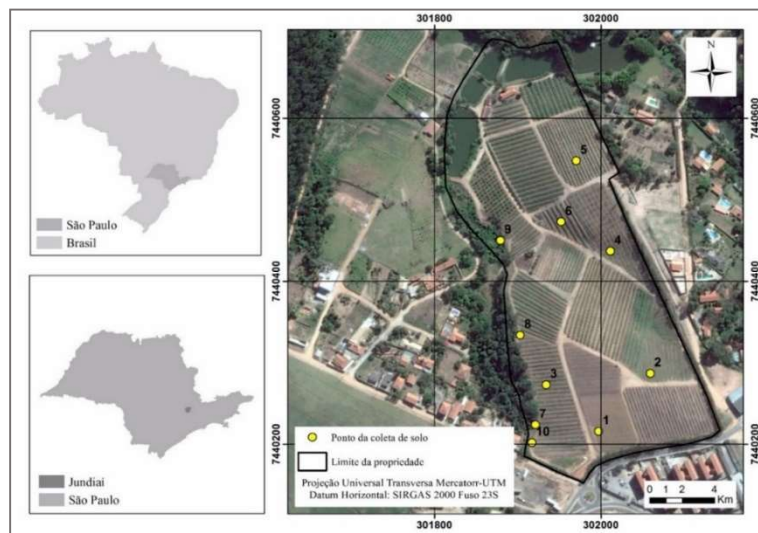 São Paulo
Brasil
Jundiaí
São Paulo
301800
302000
7440600
7440400
7440200
7440600
7440400
7440200
N
5
6
4
9
8
2
3
7
10
1
Ponto da coleta de solo
Limite da propriedade
Projeção Universal Transversa Mercatorr-UTM
Datum Horizontal: SIRGAS 2000 Fuso 23S
0 1 2 4
Km
301800
302000